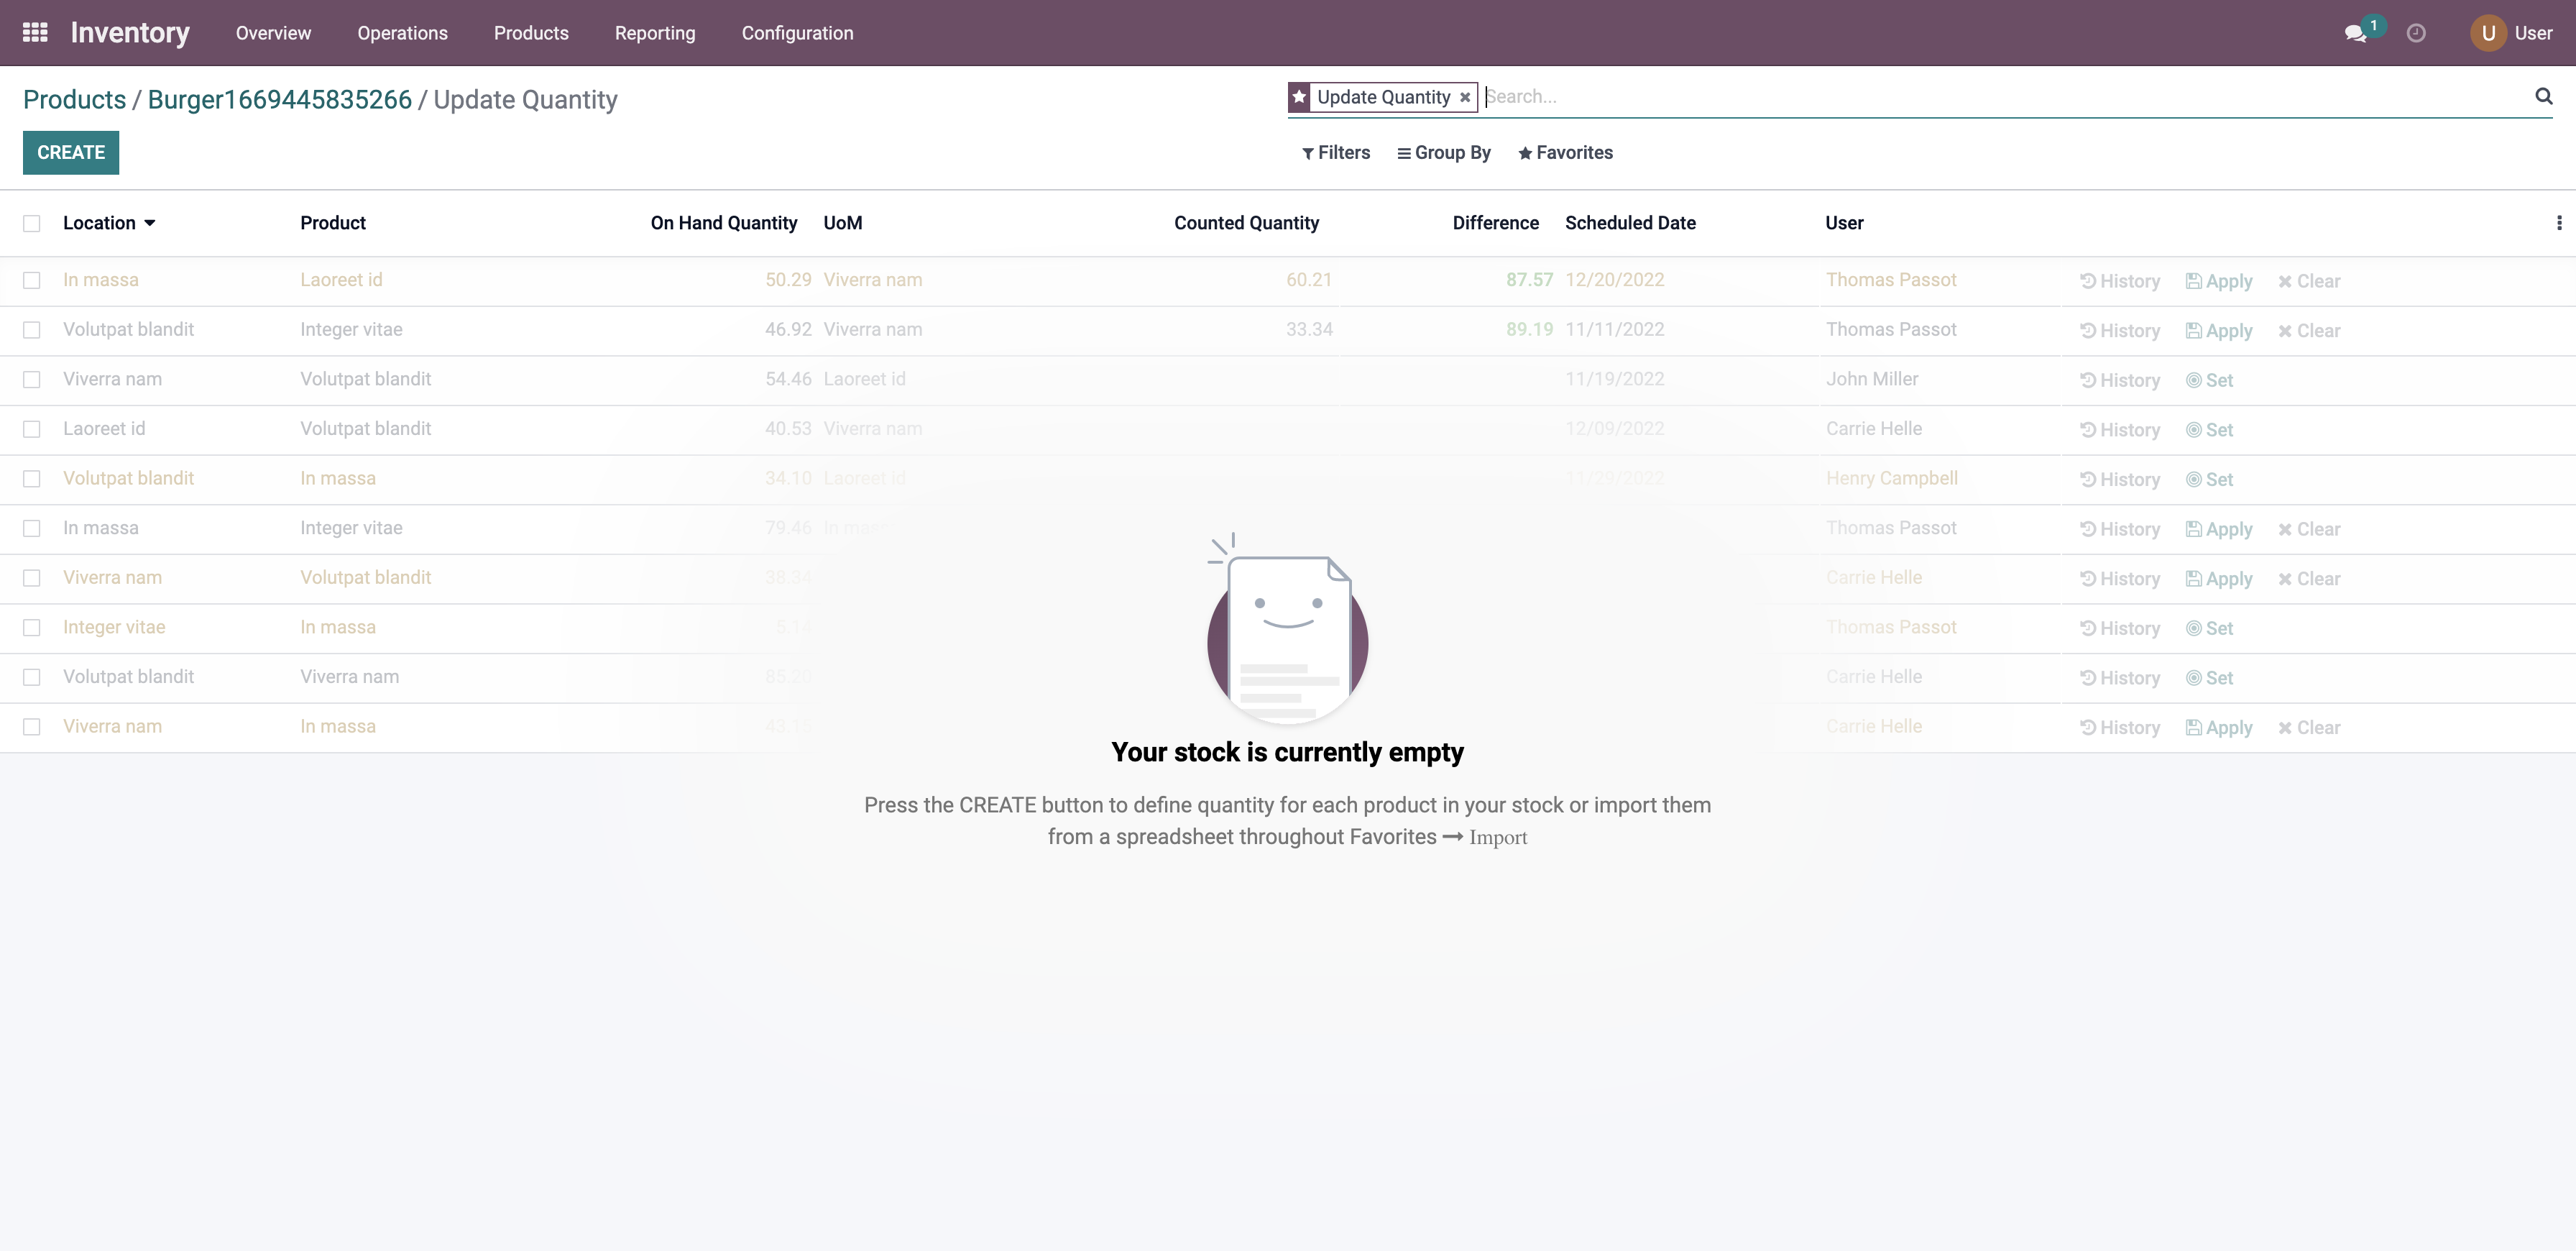 Inventory Overview Operations Products Reporting Configuration 1 U User
Products / Burger1669445835266 / Update Quantity
Update Quantity Search...
CREATE
Filters Group By Favorites
Location Product On Hand Quantity UoM Counted Quantity Difference Scheduled Date User
In massa Laoreet id 50.29 Viverra nam 60.21 87.57 12/20/2022 Thomas Passot History Apply Clear
Volutpat blandit Integer vitae 46.92 Viverra nam 33.34 89.19 11/11/2022 Thomas Passot History Apply Clear
Viverra nam Volutpat blandit 54.46 Laoreet id 11/19/2022 John Miller History Set
Laoreet id Volutpat blandit 40.53 Viverra nam 12/09/2022 Carrie Helle History Set
Volutpat blandit In massa 34.10 Laoreet id 11/29/2022 Henry Campbell History Set
In massa Integer vitae 79.46 In Thomas Passot History Apply Clear
Viverra nam Volutpat blandit 38.34 Carrie Helle History Apply Clear
Integer vitae In massa Thomas Passot History Set
Volutpat blandit Viverra nam Carrie Helle History Set
Viverra nam In massa Carrie Helle History Apply Clear
Your stock is currently empty
Press the CREATE button to define quantity for each product in your stock or import them
from a spreadsheet throughout Favorites → Import